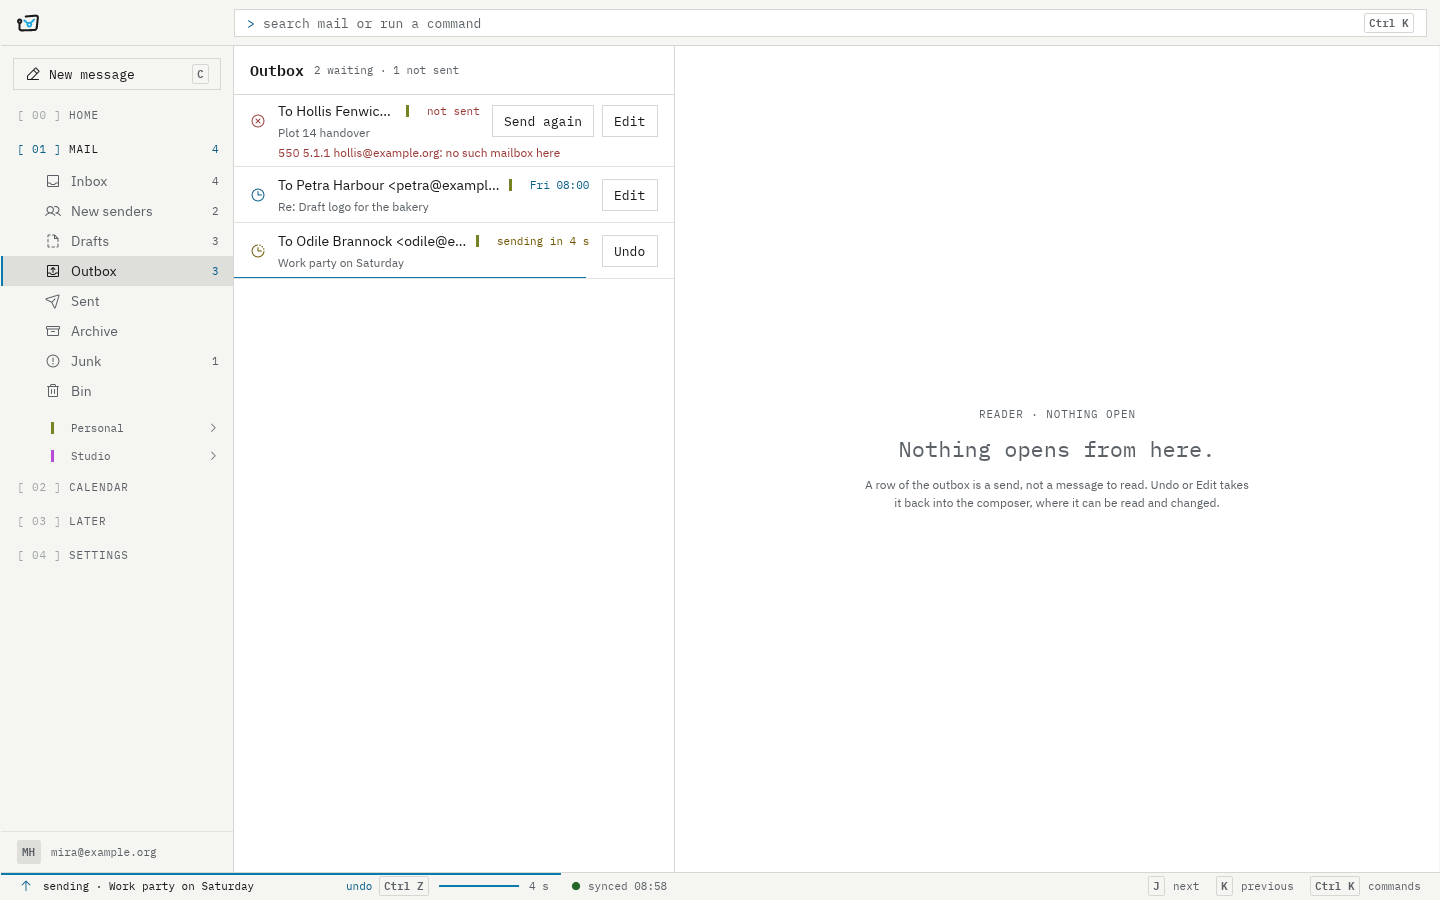 > search mail or run a command Ctrl K
New message C
[ 00 ] HOME
[ 01 ] MAIL 4
Inbox 4
New senders 2
Drafts 3
Outbox 3
Sent
Archive
Junk 1
Bin
Personal
Studio
[ 02 ] CALENDAR
[ 03 ] LATER
[ 04 ] SETTINGS
MH mira@example.org
Outbox 2 waiting · 1 not sent
To Hollis Fenwic… not sent Send again Edit
Plot 14 handover
550 5.1.1 hollis@example.org: no such mailbox here
To Petra Harbour <petra@exampl… Fri 08:00 Edit
Re: Draft logo for the bakery
To Odile Brannock <odile@e… sending in 4 s Undo
Work party on Saturday
READER · NOTHING OPEN
Nothing opens from here.
A row of the outbox is a send, not a message to read. Undo or Edit takes
it back into the composer, where it can be read and changed.
sending · Work party on Saturday undo Ctrl Z 4 s synced 08:58 J next K previous Ctrl K commands